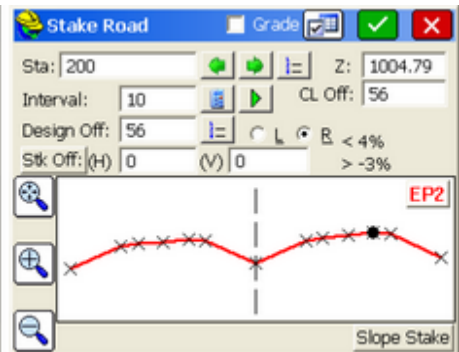 Stake Road Grade
Sta: 200 Z: 1004.79
Interval: 10 CL Off: 56
Design Off: 56 L R < 4%
Stk Off: (H) 0 (V) 0 > -3%
EP2
Slope Stake